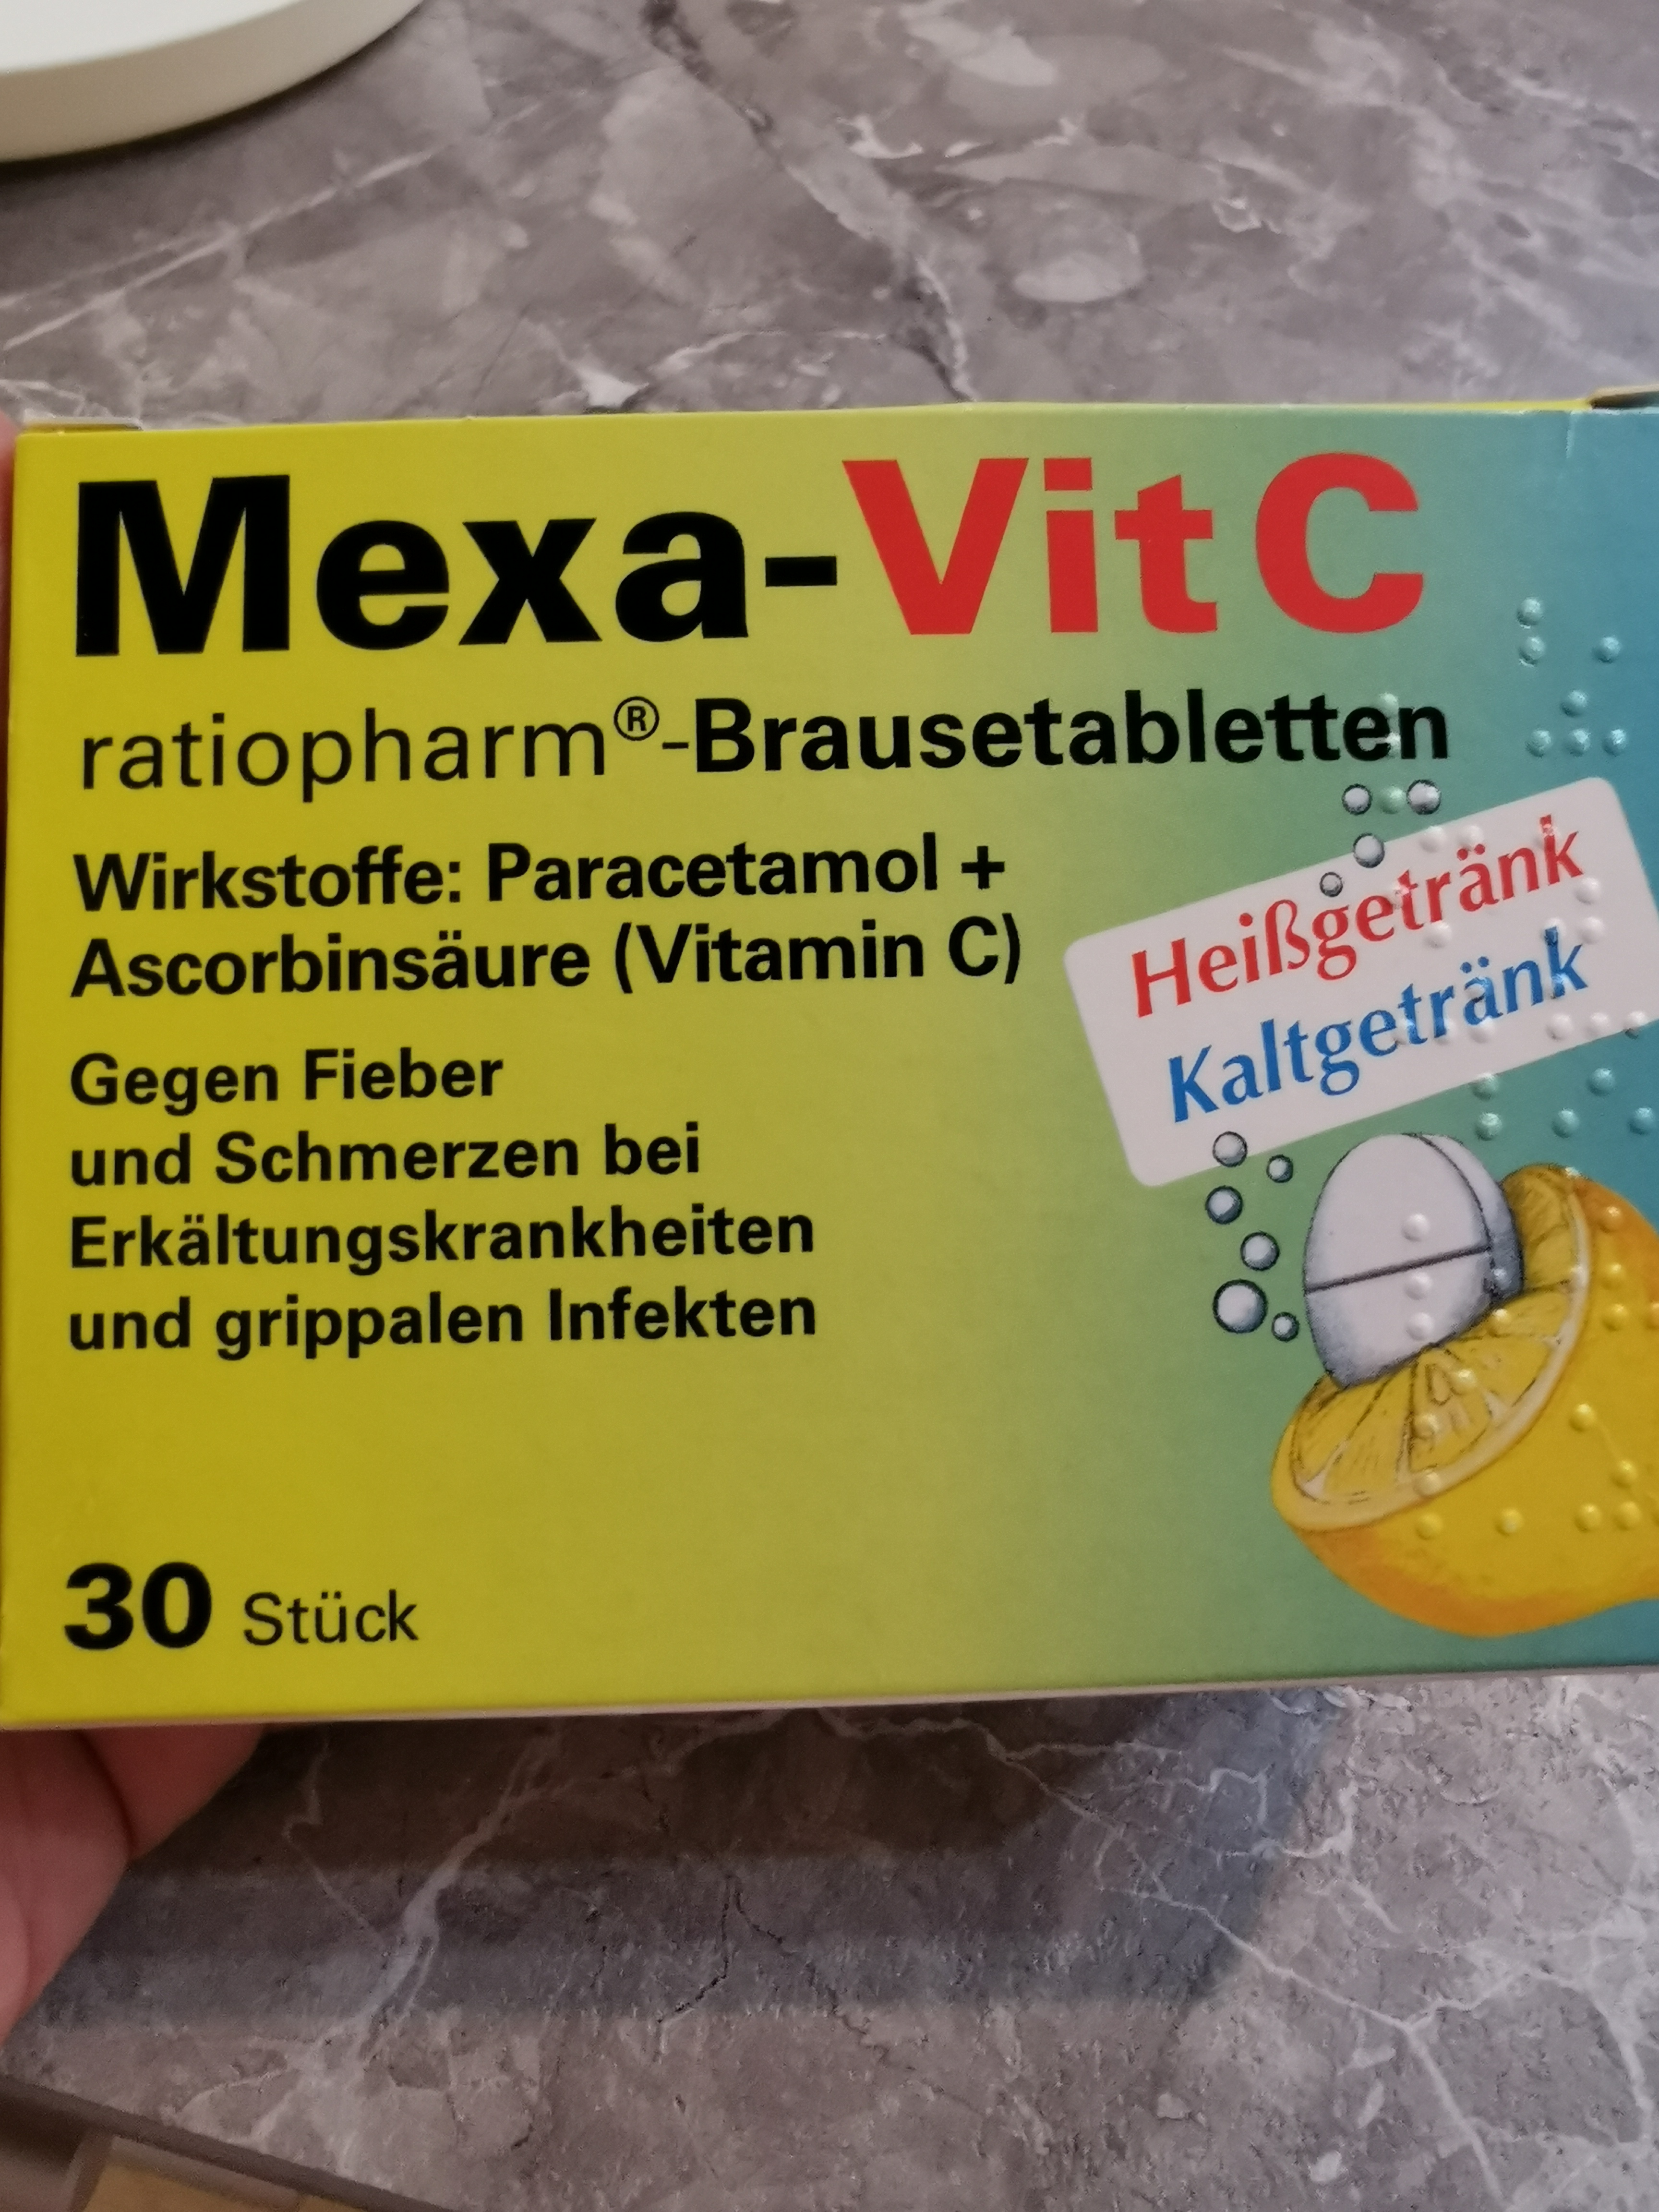 Mexa-Vit C
ratiopharm®-Brausetabletten
Wirkstoffe: Paracetamol +
Ascorbinsäure (Vitamin C)
Heißgetränk
Kaltgetränk
Gegen Fieber
und Schmerzen bei
Erkältungskrankheiten
und grippalen Infekten
30 Stück